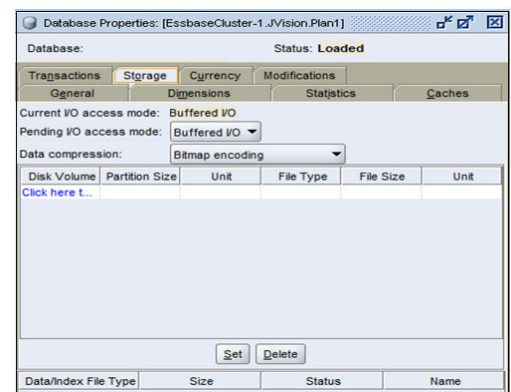 Database Properties: [EssbaseCluster-1.JVision.Plan1]
Database: Status: Loaded
Transactions Storage Currency Modifications
General Dimensions Statistics Caches
Current I/O access mode: Buffered I/O
Pending I/O access mode: Buffered I/O
Data compression: Bitmap encoding
Disk Volume Partition Size Unit File Type File Size Unit
Click here t...
Set Delete
Data/Index File Type Size Status Name